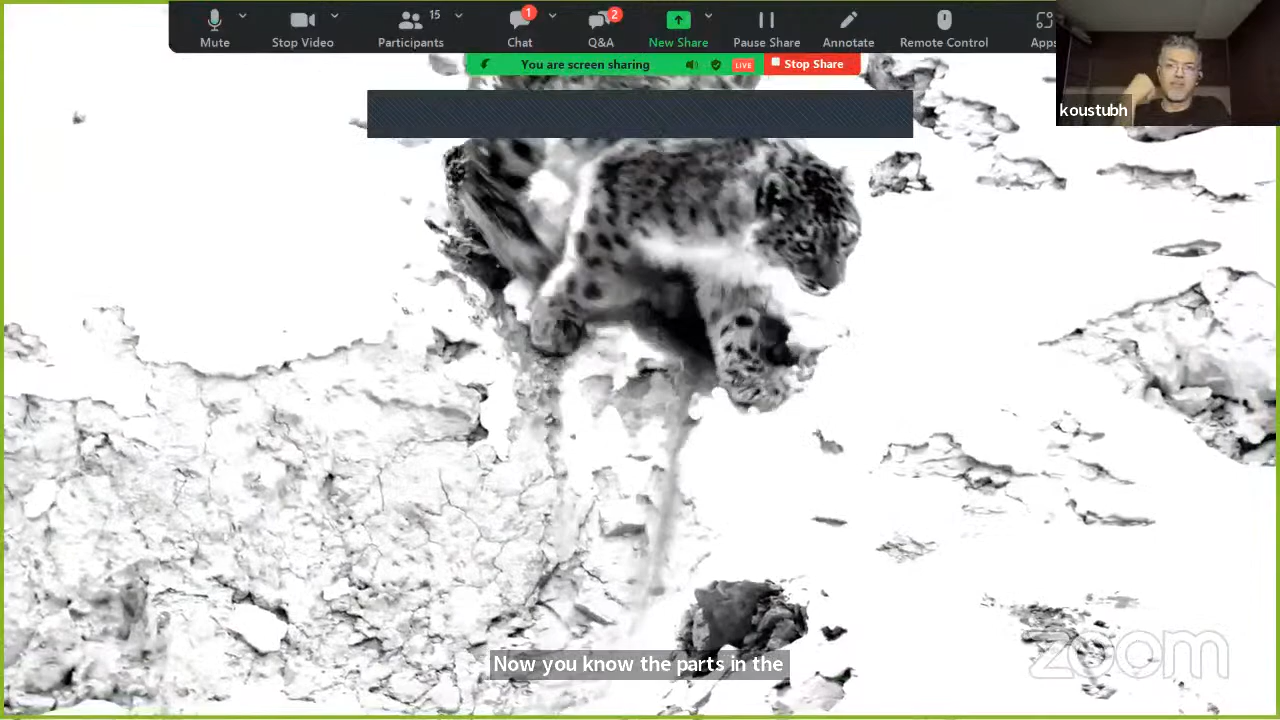 15
1
2
Mute
Stop Video
Participants
Chat
Q&A
New Share
Pause Share
Annotate
Remote Control
Apps
You are screen sharing
LIVE
Stop Share
koustubh
Now you know the parts in the
zoom